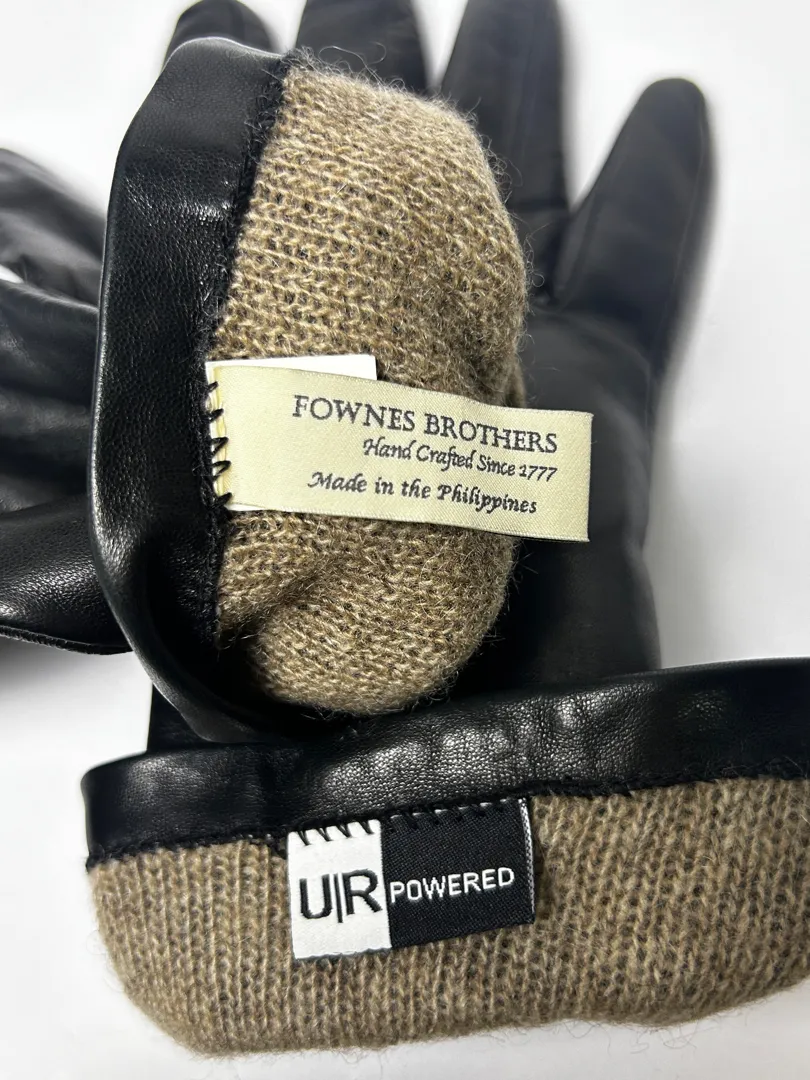 FOWNES BROTHERS
Hand Crafted Since 1777
Made in the Philippines
U|R POWERED